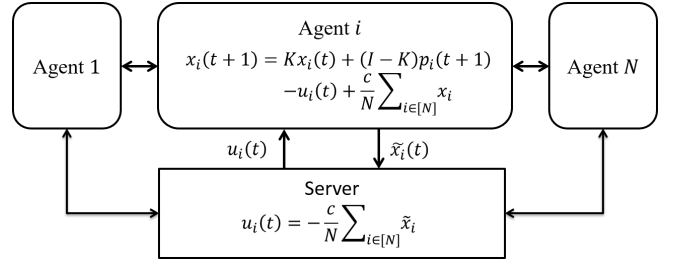 Agent 1
Agent i
x_i(t + 1) = Kx_i(t) + (I − K)p_i(t + 1)
−u_i(t) + c/N ∑_{i∈[N]} x_i
Agent N
u_i(t)
x̃_i(t)
Server
u_i(t) = − c/N ∑_{i∈[N]} x̃_i